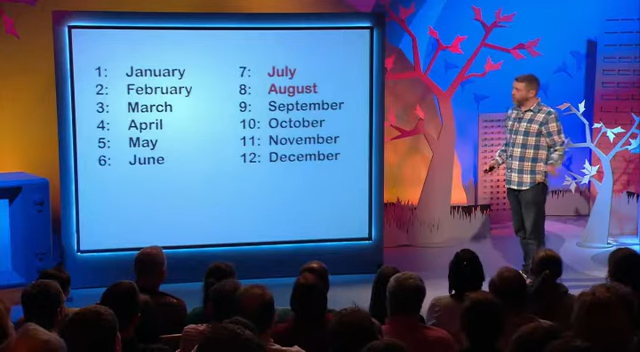 1: January
2: February
3: March
4: April
5: May
6: June
7: July
8: August
9: September
10: October
11: November
12: December